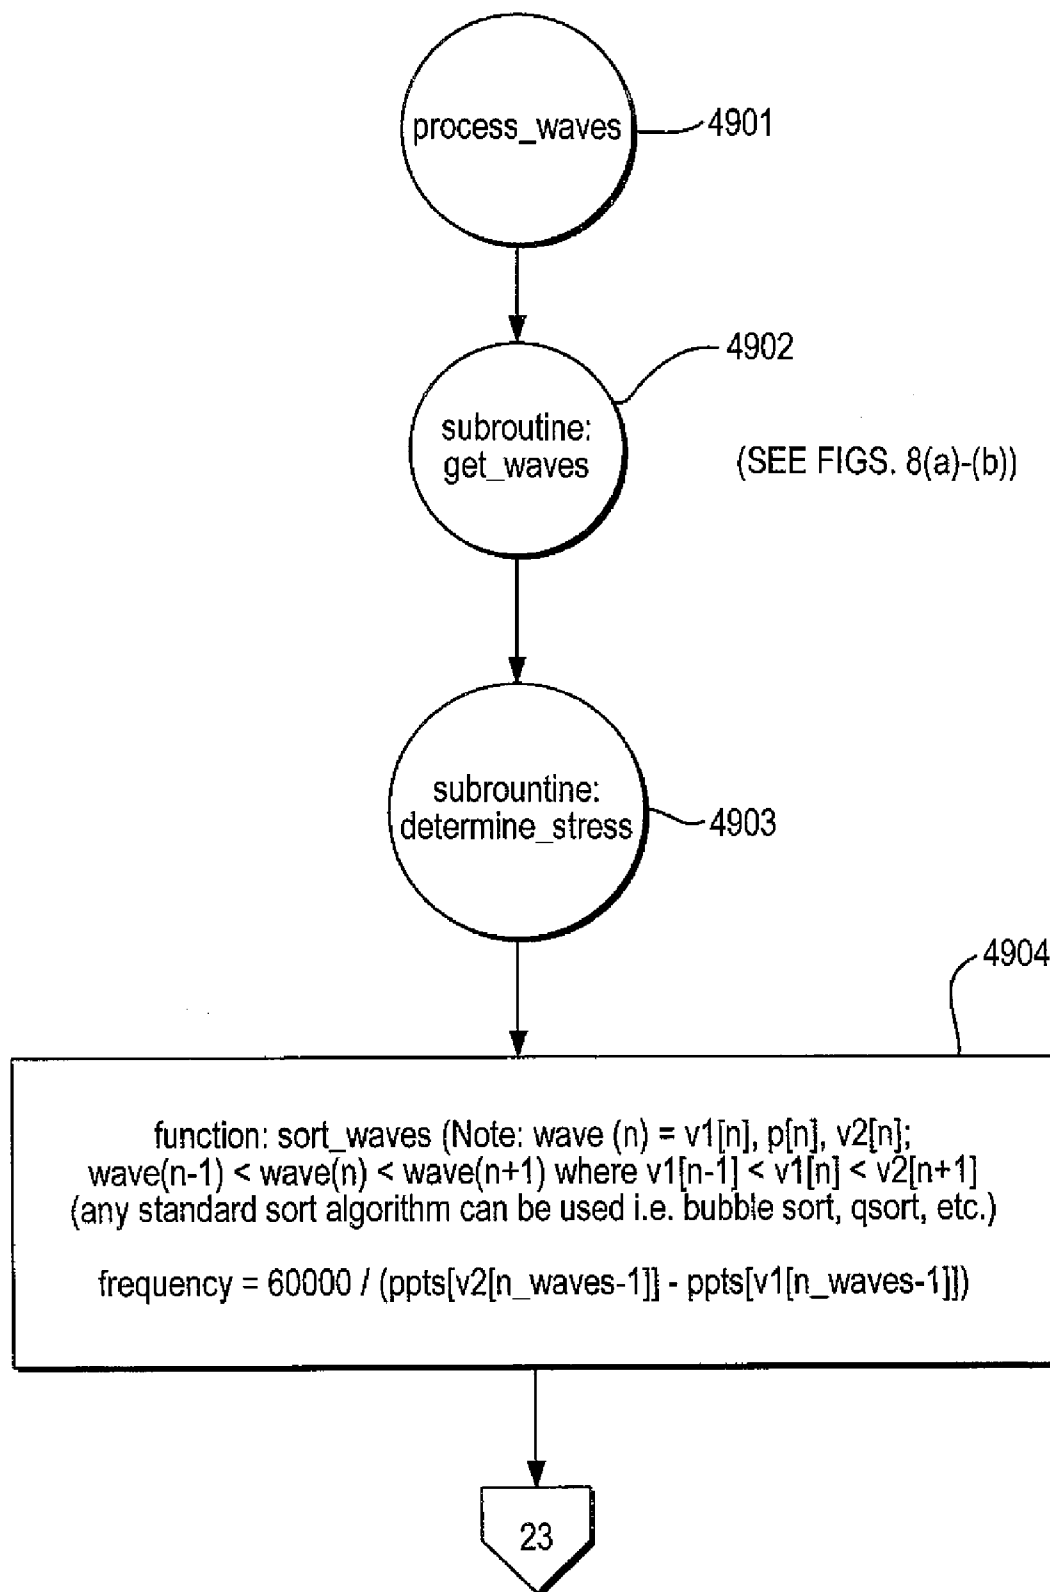 process_waves
4901
4902
subroutine:
get_waves
(SEE FIGS. 8(a)-(b))
subrountine:
determine_stress
4903
4904
function: sort_waves (Note: wave (n) = v1[n], p[n], v2[n];
wave(n-1) < wave(n) < wave(n+1) where v1[n-1] < v1[n] < v2[n+1]
(any standard sort algorithm can be used i.e. bubble sort, qsort, etc.)
frequency = 60000 / (ppts[v2[n_waves-1]] - ppts[v1[n_waves-1]])
23